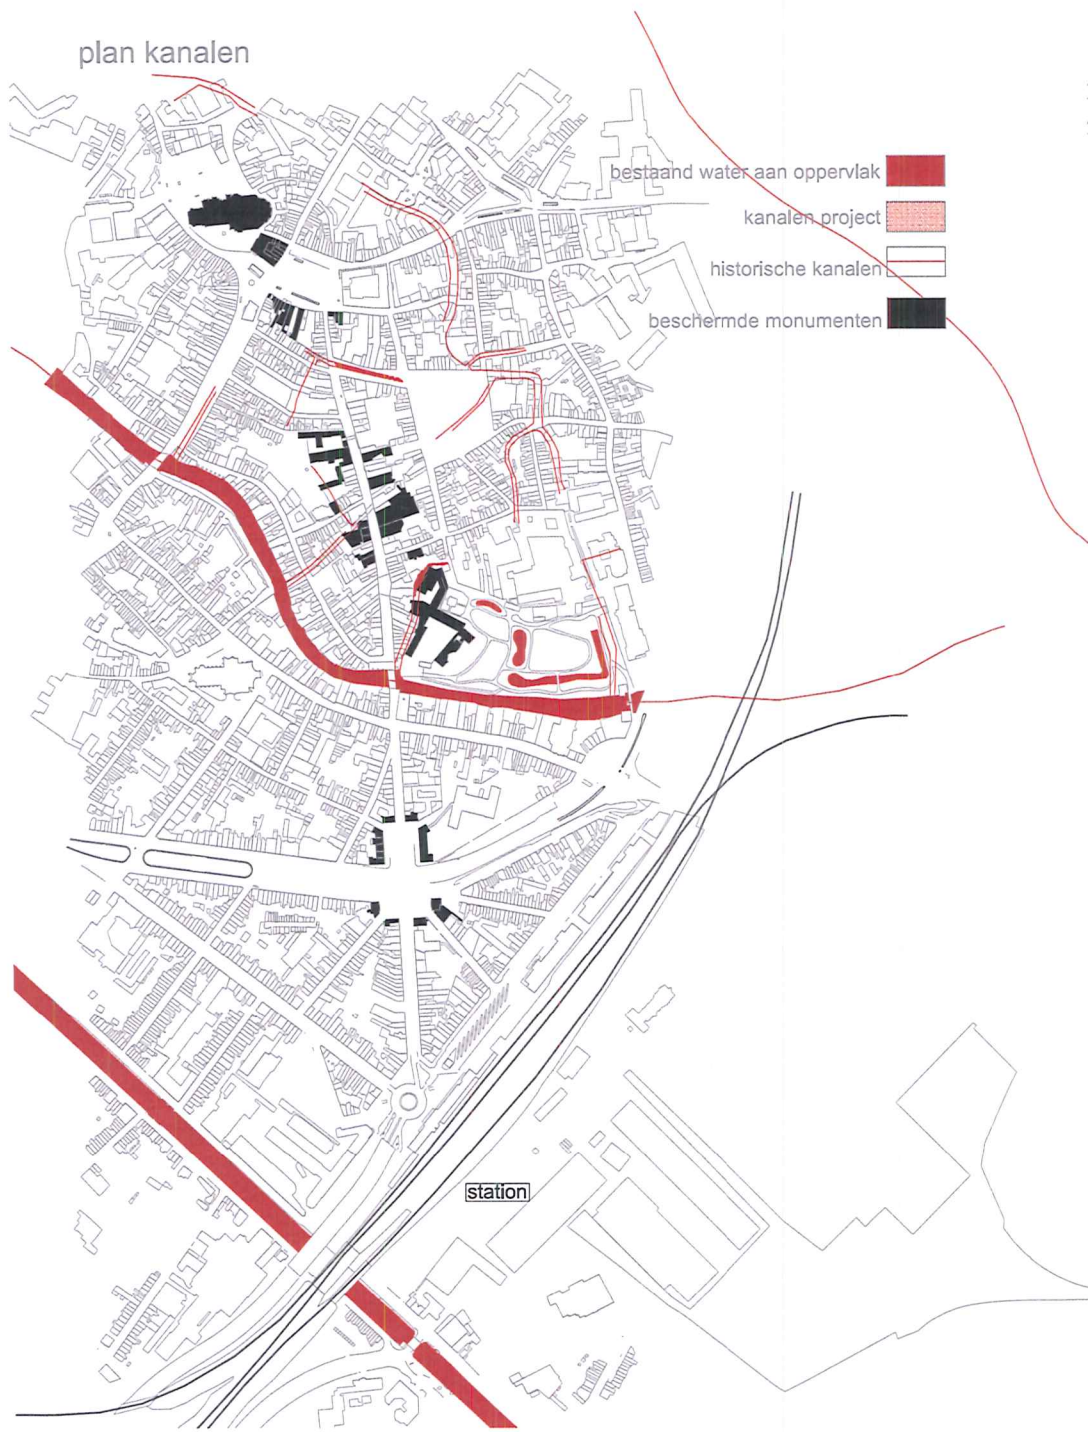 plan kanalen
bestaand water aan oppervlak
kanalen project
historische kanalen
beschermde monumenten
station